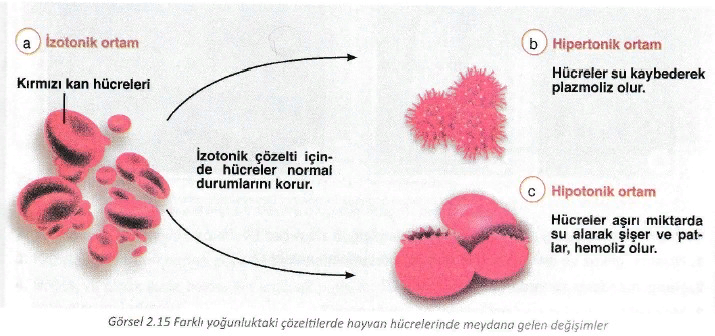 a İzotonik ortam
Kırmızı kan hücreleri
İzotonik çözelti için-
de hücreler normal
durumlarını korur.
b Hipertonik ortam
Hücreler su kaybederek
plazmoliz olur.
c Hipotonik ortam
Hücreler aşırı miktarda
su alarak şişer ve pat-
lar, hemoliz olur.
Görsel 2.15 Farklı yoğunluktaki çözeltilerde hayvan hücrelerinde meydana gelen değişimler